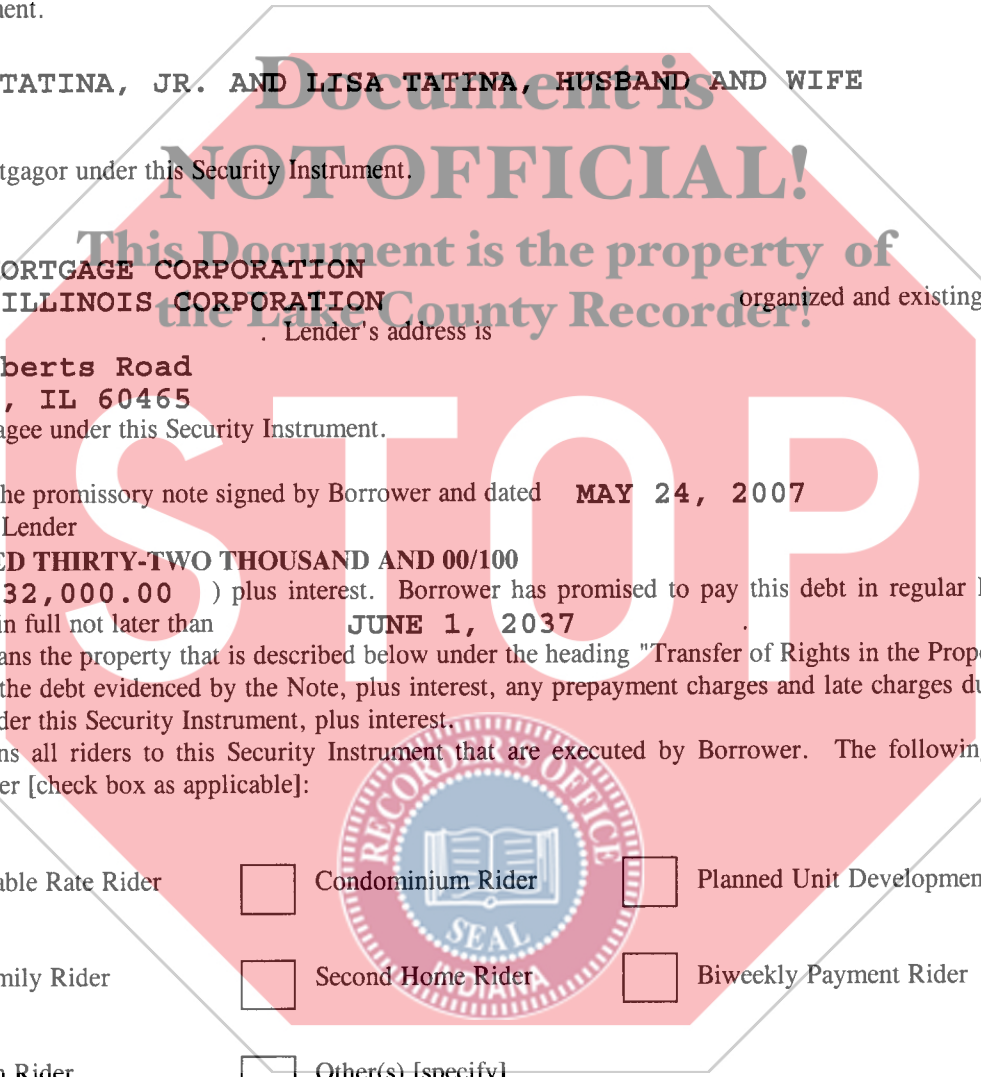 ent.
TATINA, JR. AND LISA TATINA, HUSBAND AND WIFE
Document is
NOT OFFICIAL!
tgagor under this Security Instrument.
This Document is the property of
the Lake County Recorder!
ORTGAGE CORPORATION
ILLINOIS CORPORATION organized and existing
. Lender's address is
berts Road
, IL 60465
agee under this Security Instrument.
STOP
he promissory note signed by Borrower and dated MAY 24, 2007
Lender
ED THIRTY-TWO THOUSAND AND 00/100
32,000.00 ) plus interest. Borrower has promised to pay this debt in regular
in full not later than JUNE 1, 2037 .
ans the property that is described below under the heading "Transfer of Rights in the Prop
the debt evidenced by the Note, plus interest, any prepayment charges and late charges du
der this Security Instrument, plus interest.
ns all riders to this Security Instrument that are executed by Borrower. The following
er [check box as applicable]:
RECORDER'S OFFICE
SEAL
INDIANA
able Rate Rider Condominium Rider Planned Unit Developmen
mily Rider Second Home Rider Biweekly Payment Rider
n Rider Other(s) [specify]